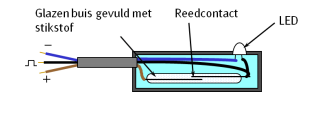 Glazen buis gevuld met
stikstof
Reedcontact
LED
−
+